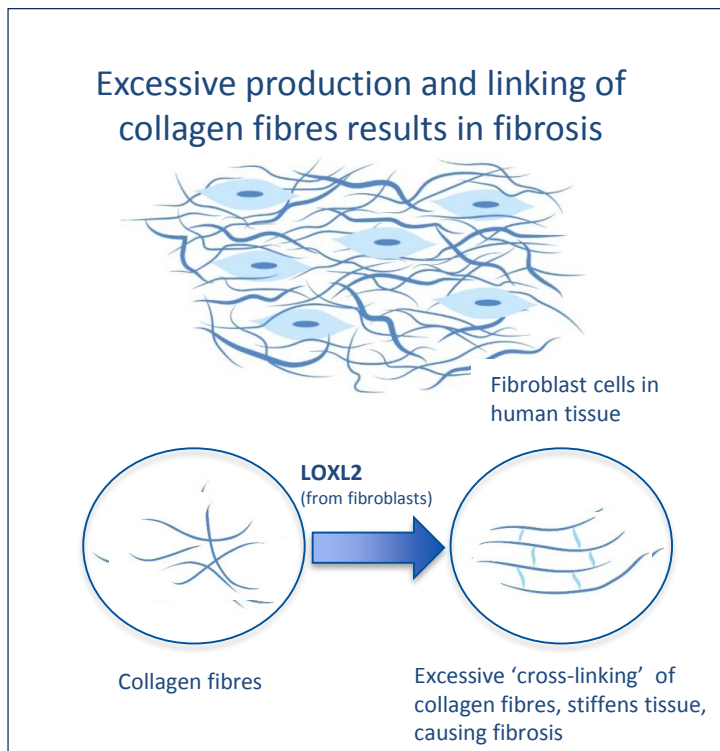 Excessive production and linking of
collagen fibres results in fibrosis
Fibroblast cells in
human tissue
LOXL2
(from fibroblasts)
Collagen fibres
Excessive ‘cross-linking’ of
collagen fibres, stiffens tissue,
causing fibrosis